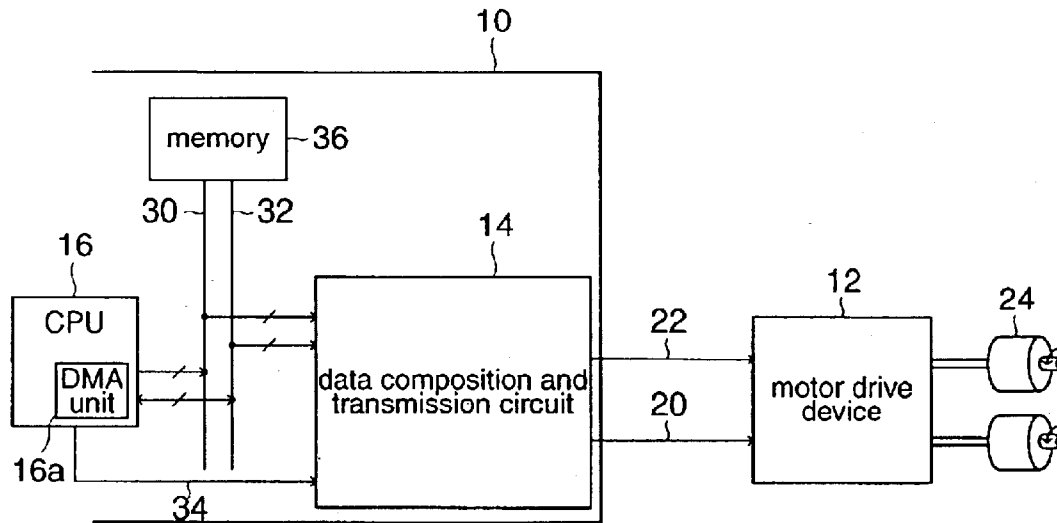 10
memory
36
30
32
16
14
CPU
DMA
unit
16a
34
data composition and
transmission circuit
22
20
12
motor drive
device
24